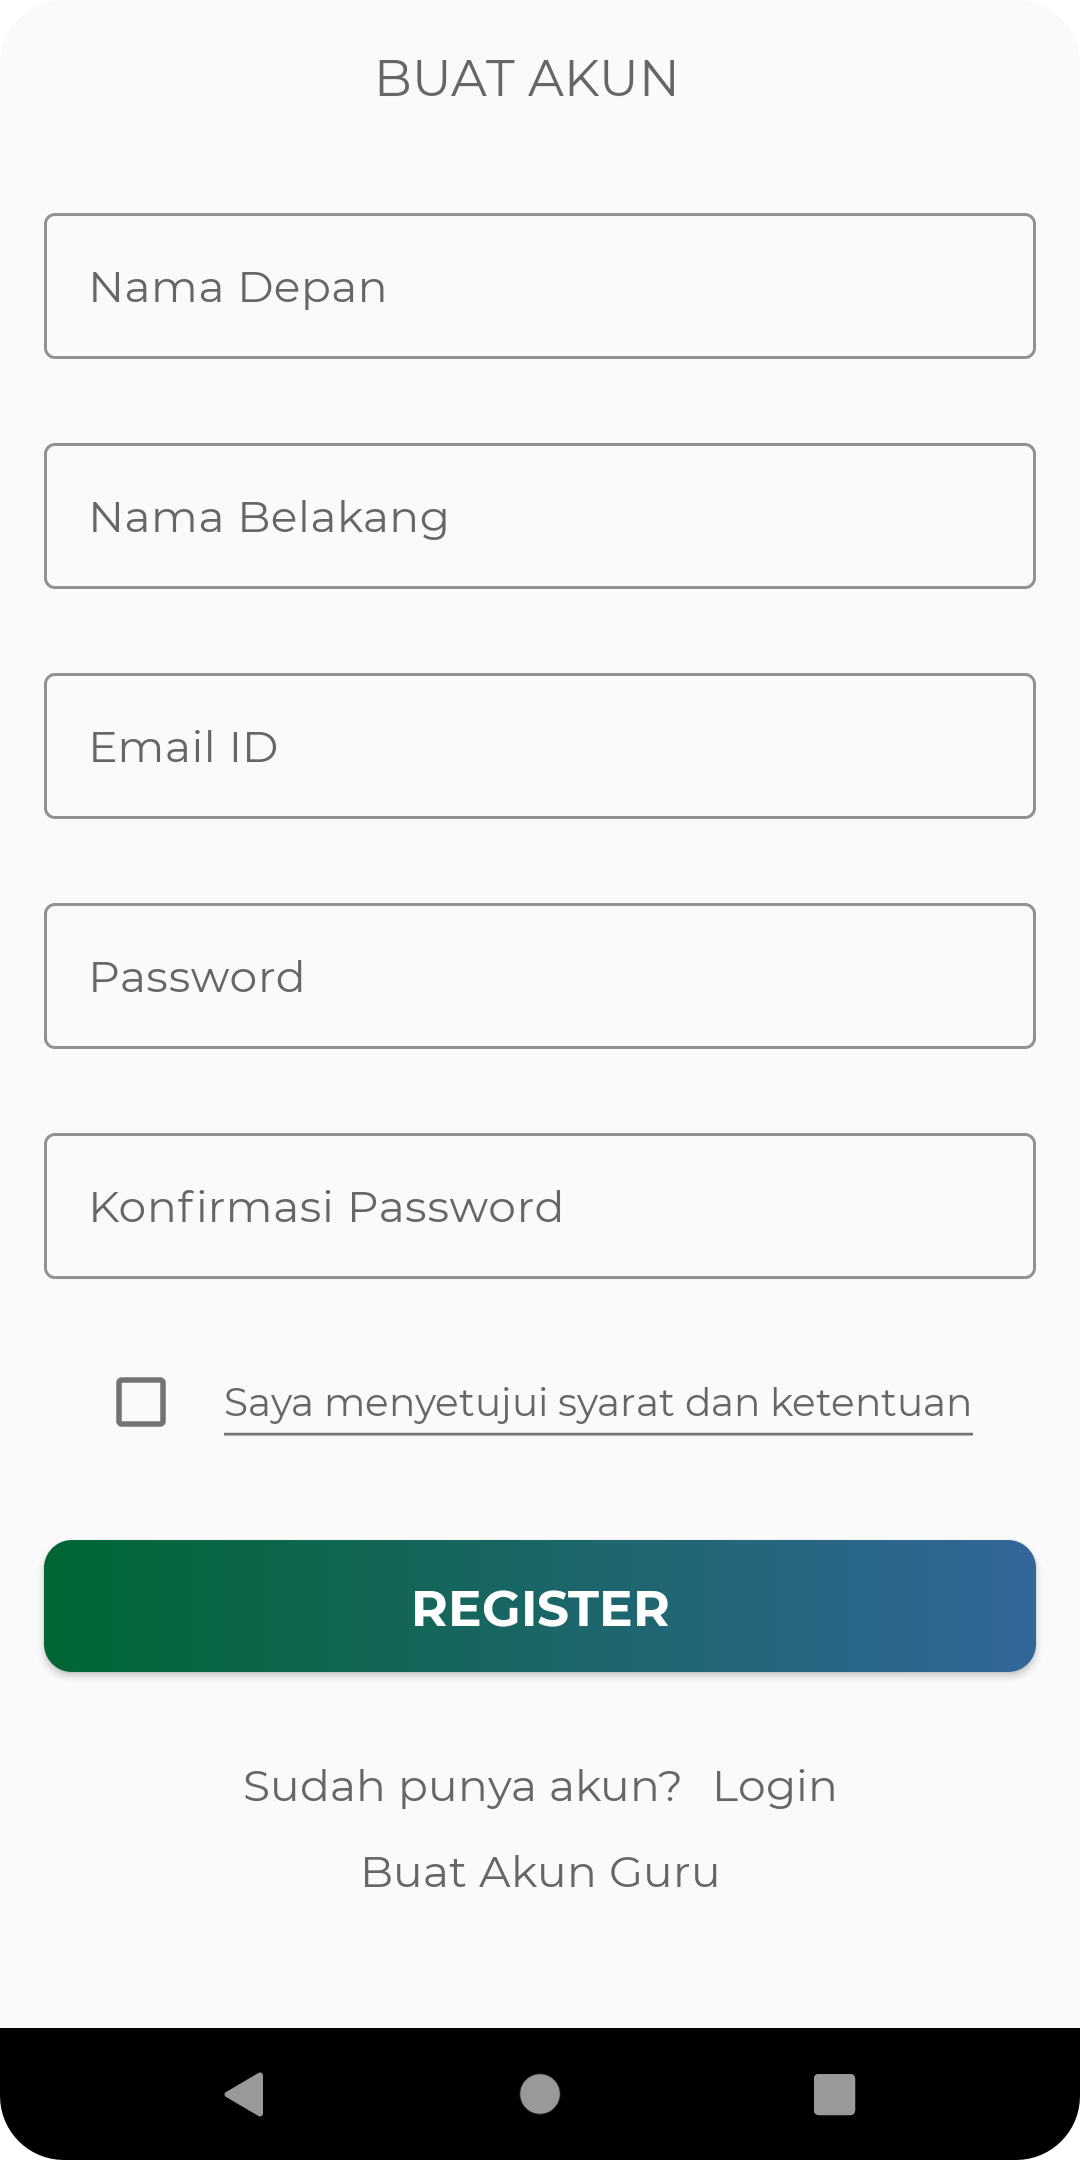 BUAT AKUN
Nama Depan
Nama Belakang
Email ID
Password
Konfirmasi Password
Saya menyetujui syarat dan ketentuan
REGISTER
Sudah punya akun? Login
Buat Akun Guru